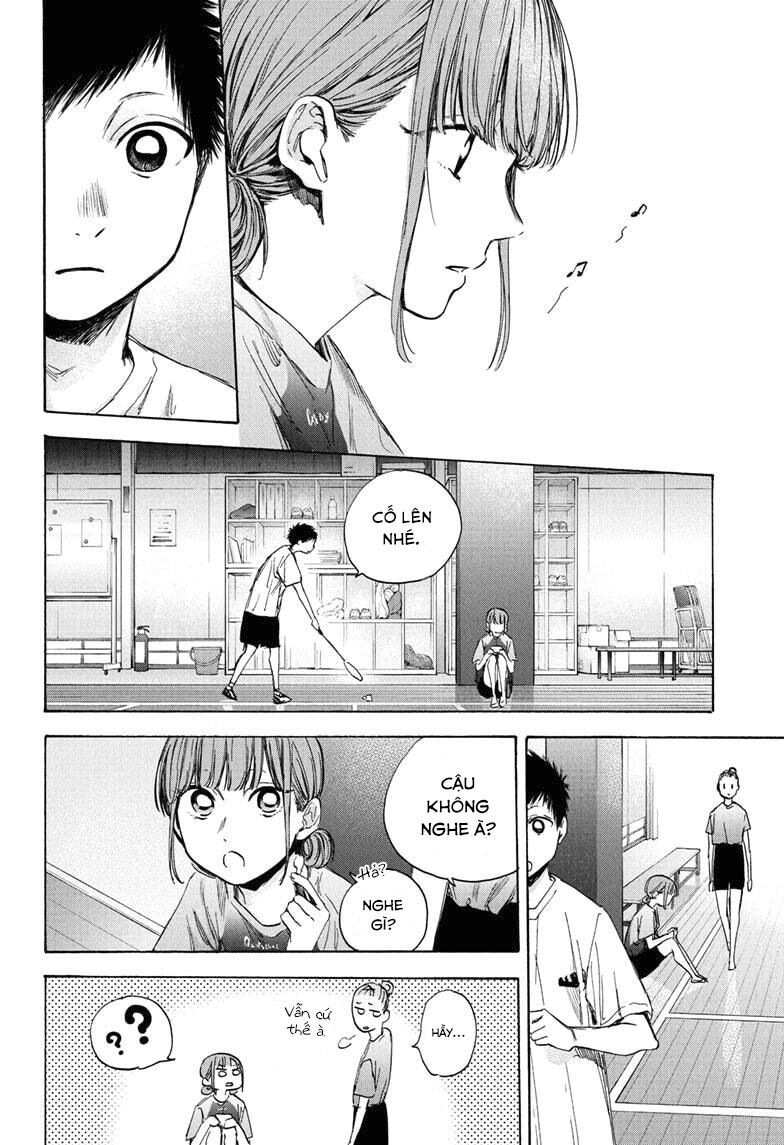 CỐ LÊN
NHÉ.
CẬU
KHÔNG
NGHE À?
Hả?
NGHE
GÌ?
??
Vẫn cứ
thế à
HẦY...